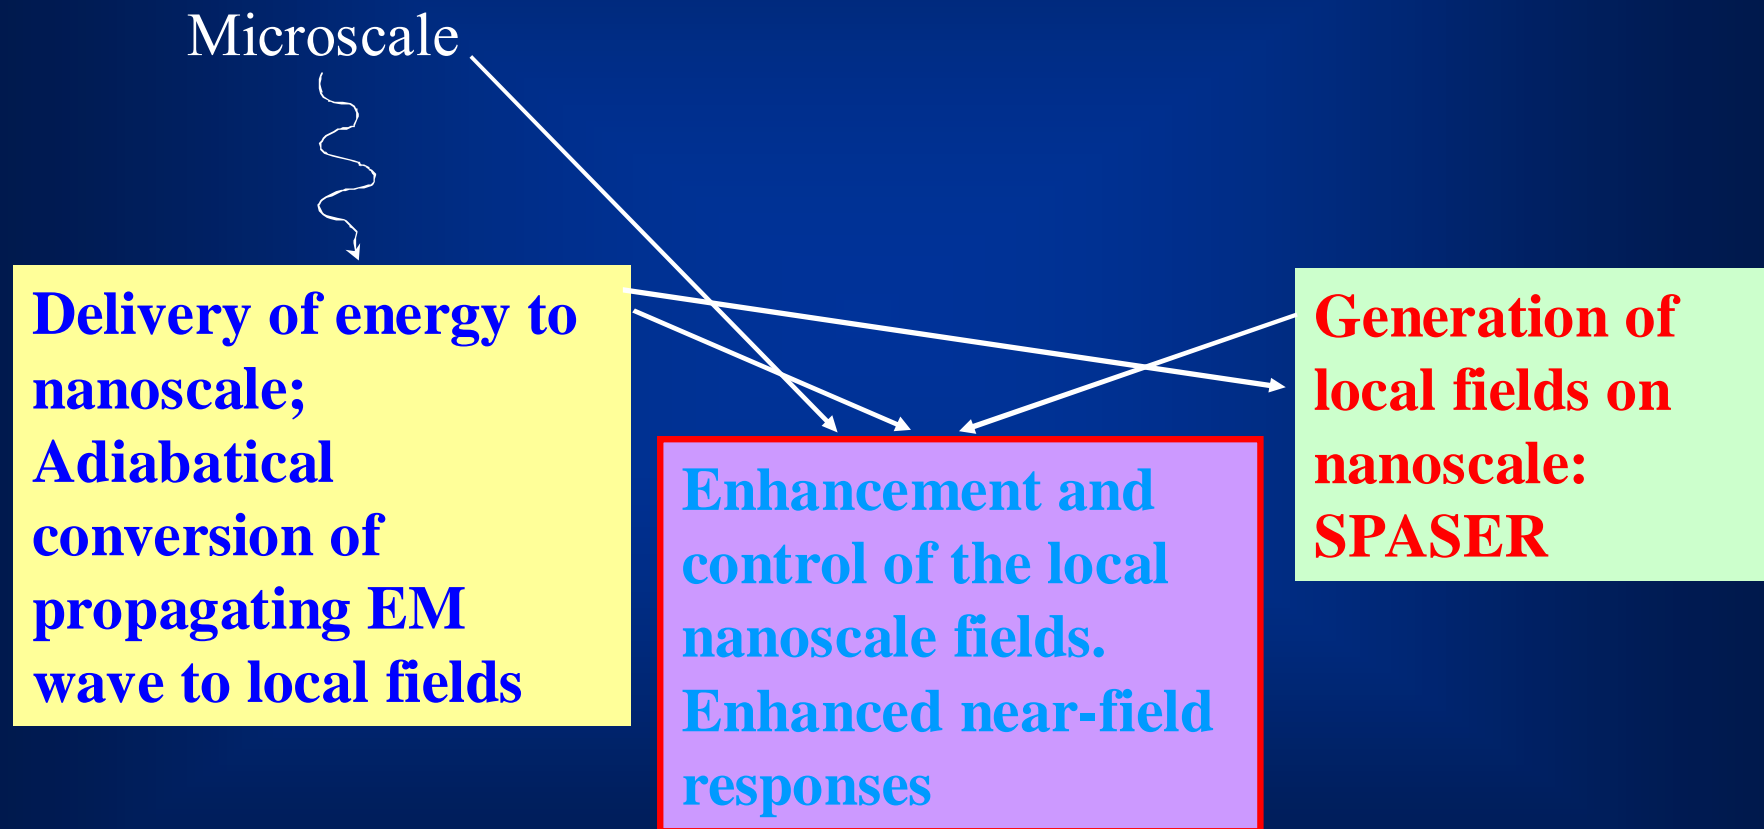 Microscale
Delivery of energy to
nanoscale;
Adiabatical
conversion of
propagating EM
wave to local fields
Enhancement and
control of the local
nanoscale fields.
Enhanced near-field
responses
Generation of
local fields on
nanoscale:
SPASER